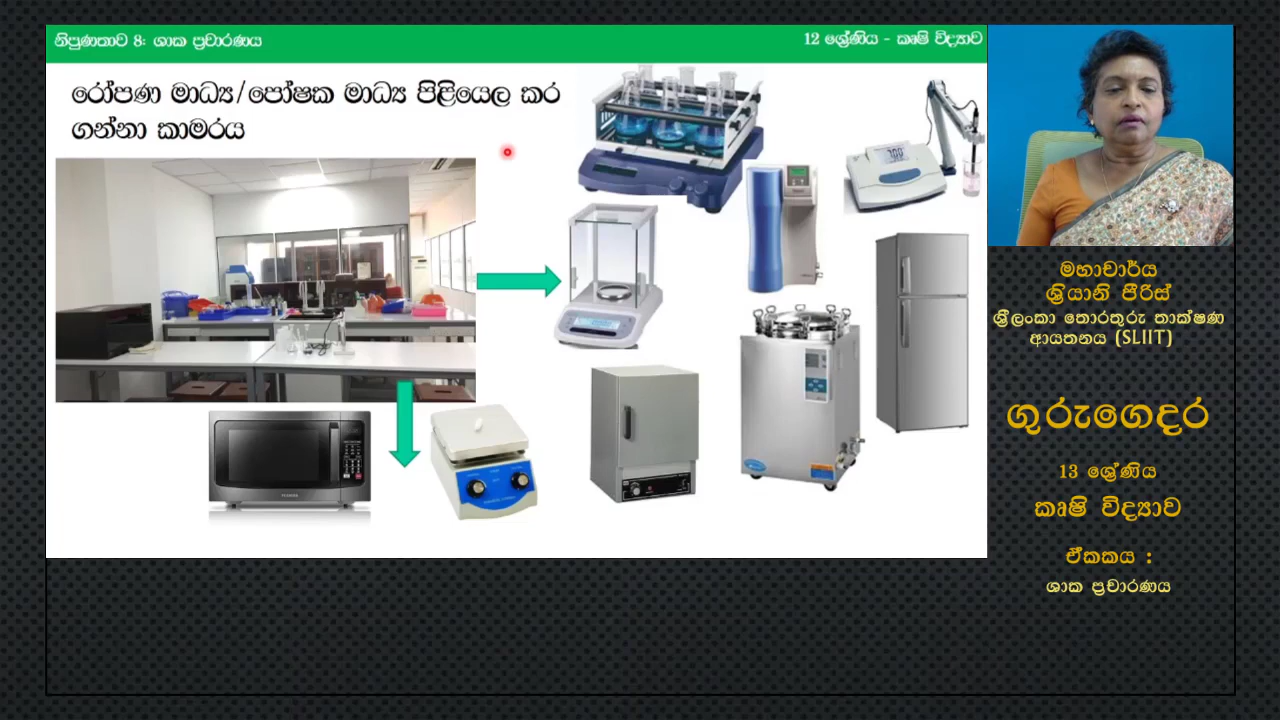 නිපුණතාව 8: ශාක ප්‍රචාරණය
12 ශ්‍රේණිය - කෘෂි විද්‍යාව
රෝපණ මාධ්‍ය/පෝෂක මාධ්‍ය පිළියෙල කර
ගන්නා කාමරය
මහාචාර්ය
ශ්‍රියානි පීරිස්
ශ්‍රී ලංකා තොරතුරු තාක්ෂණ
ආයතනය (SLIIT)
ගුරුගෙදර
13 ශ්‍රේණිය
කෘෂි විද්‍යාව
ඒකකය :
ශාක ප්‍රචාරණය